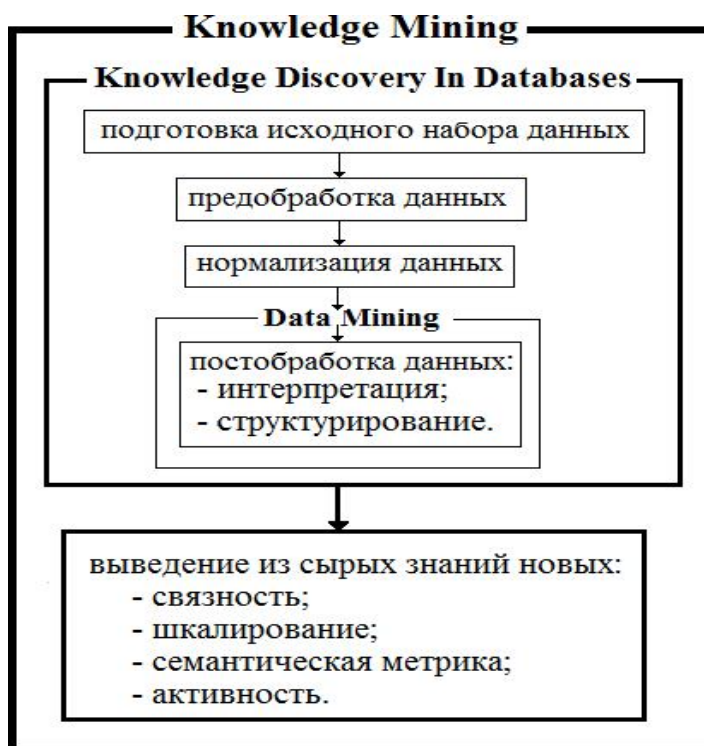 Knowledge Mining
Knowledge Discovery In Databases
подготовка исходного набора данных
предобработка данных
нормализация данных
Data Mining
постобработка данных:
- интерпретация;
- структурирование.
выведение из сырых знаний новых:
- связность;
- шкалирование;
- семантическая метрика;
- активность.